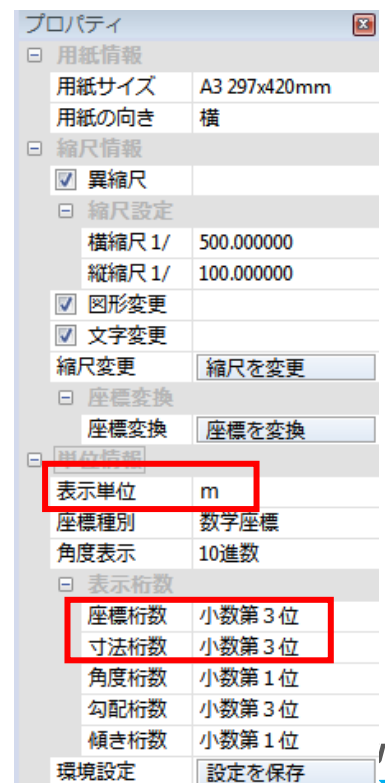 プロパティ
用紙情報
用紙サイズ A3 297x420mm
用紙の向き 横
縮尺情報
異縮尺
縮尺設定
横縮尺 1/ 500.000000
縦縮尺 1/ 100.000000
図形変更
文字変更
縮尺変更 縮尺を変更
座標変換
座標変換 座標を変換
単位情報
表示単位 m
座標種別 数学座標
角度表示 10進数
表示桁数
座標桁数 小数第3位
寸法桁数 小数第3位
角度桁数 小数第1位
勾配桁数 小数第3位
傾き桁数 小数第1位
環境設定 設定を保存